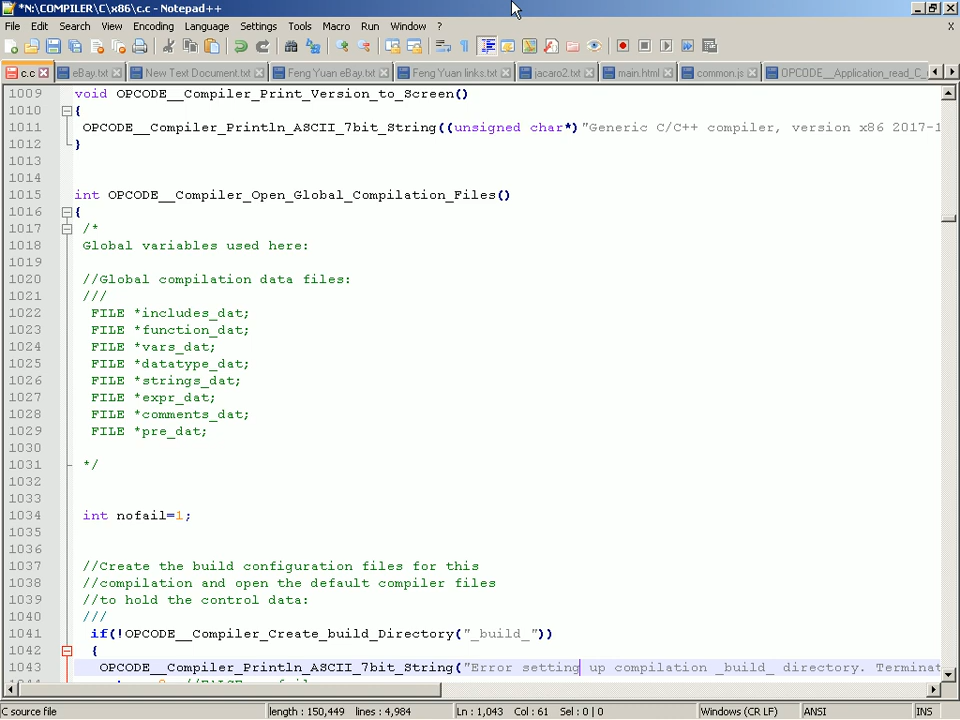 *N:\COMPILER\C\x86\c.c - Notepad++
File Edit Search View Encoding Language Settings Tools Macro Run Window ?
c.c eBay.txt New Text Document.txt Feng Yuan eBay.txt Feng Yuan links.txt jacaro2.txt main.html common.js OPCODE__Application_read_C_
1009 void OPCODE__Compiler_Print_Version_to_Screen()
1010 {
1011 OPCODE__Compiler_Println_ASCII_7bit_String((unsigned char*)"Generic C/C++ compiler, version x86 2017-1
1012 }
1013
1014
1015 int OPCODE__Compiler_Open_Global_Compilation_Files()
1016 {
1017 /*
1018 Global variables used here:
1019
1020 //Global compilation data files:
1021 ///
1022 FILE *includes_dat;
1023 FILE *function_dat;
1024 FILE *vars_dat;
1025 FILE *datatype_dat;
1026 FILE *strings_dat;
1027 FILE *expr_dat;
1028 FILE *comments_dat;
1029 FILE *pre_dat;
1030
1031 */
1032
1033
1034 int nofail=1;
1035
1036
1037 //Create the build configuration files for this
1038 //compilation and open the default compiler files
1039 //to hold the control data:
1040 ///
1041 if(!OPCODE__Compiler_Create_build_Directory("_build_"))
1042 {
1043 OPCODE__Compiler_Println_ASCII_7bit_String("Error setting up compilation _build_ directory. Terminat
C source file length : 150,449 lines : 4,984 Ln : 1,043 Col : 61 Sel : 0 | 0 Windows (CR LF) ANSI INS